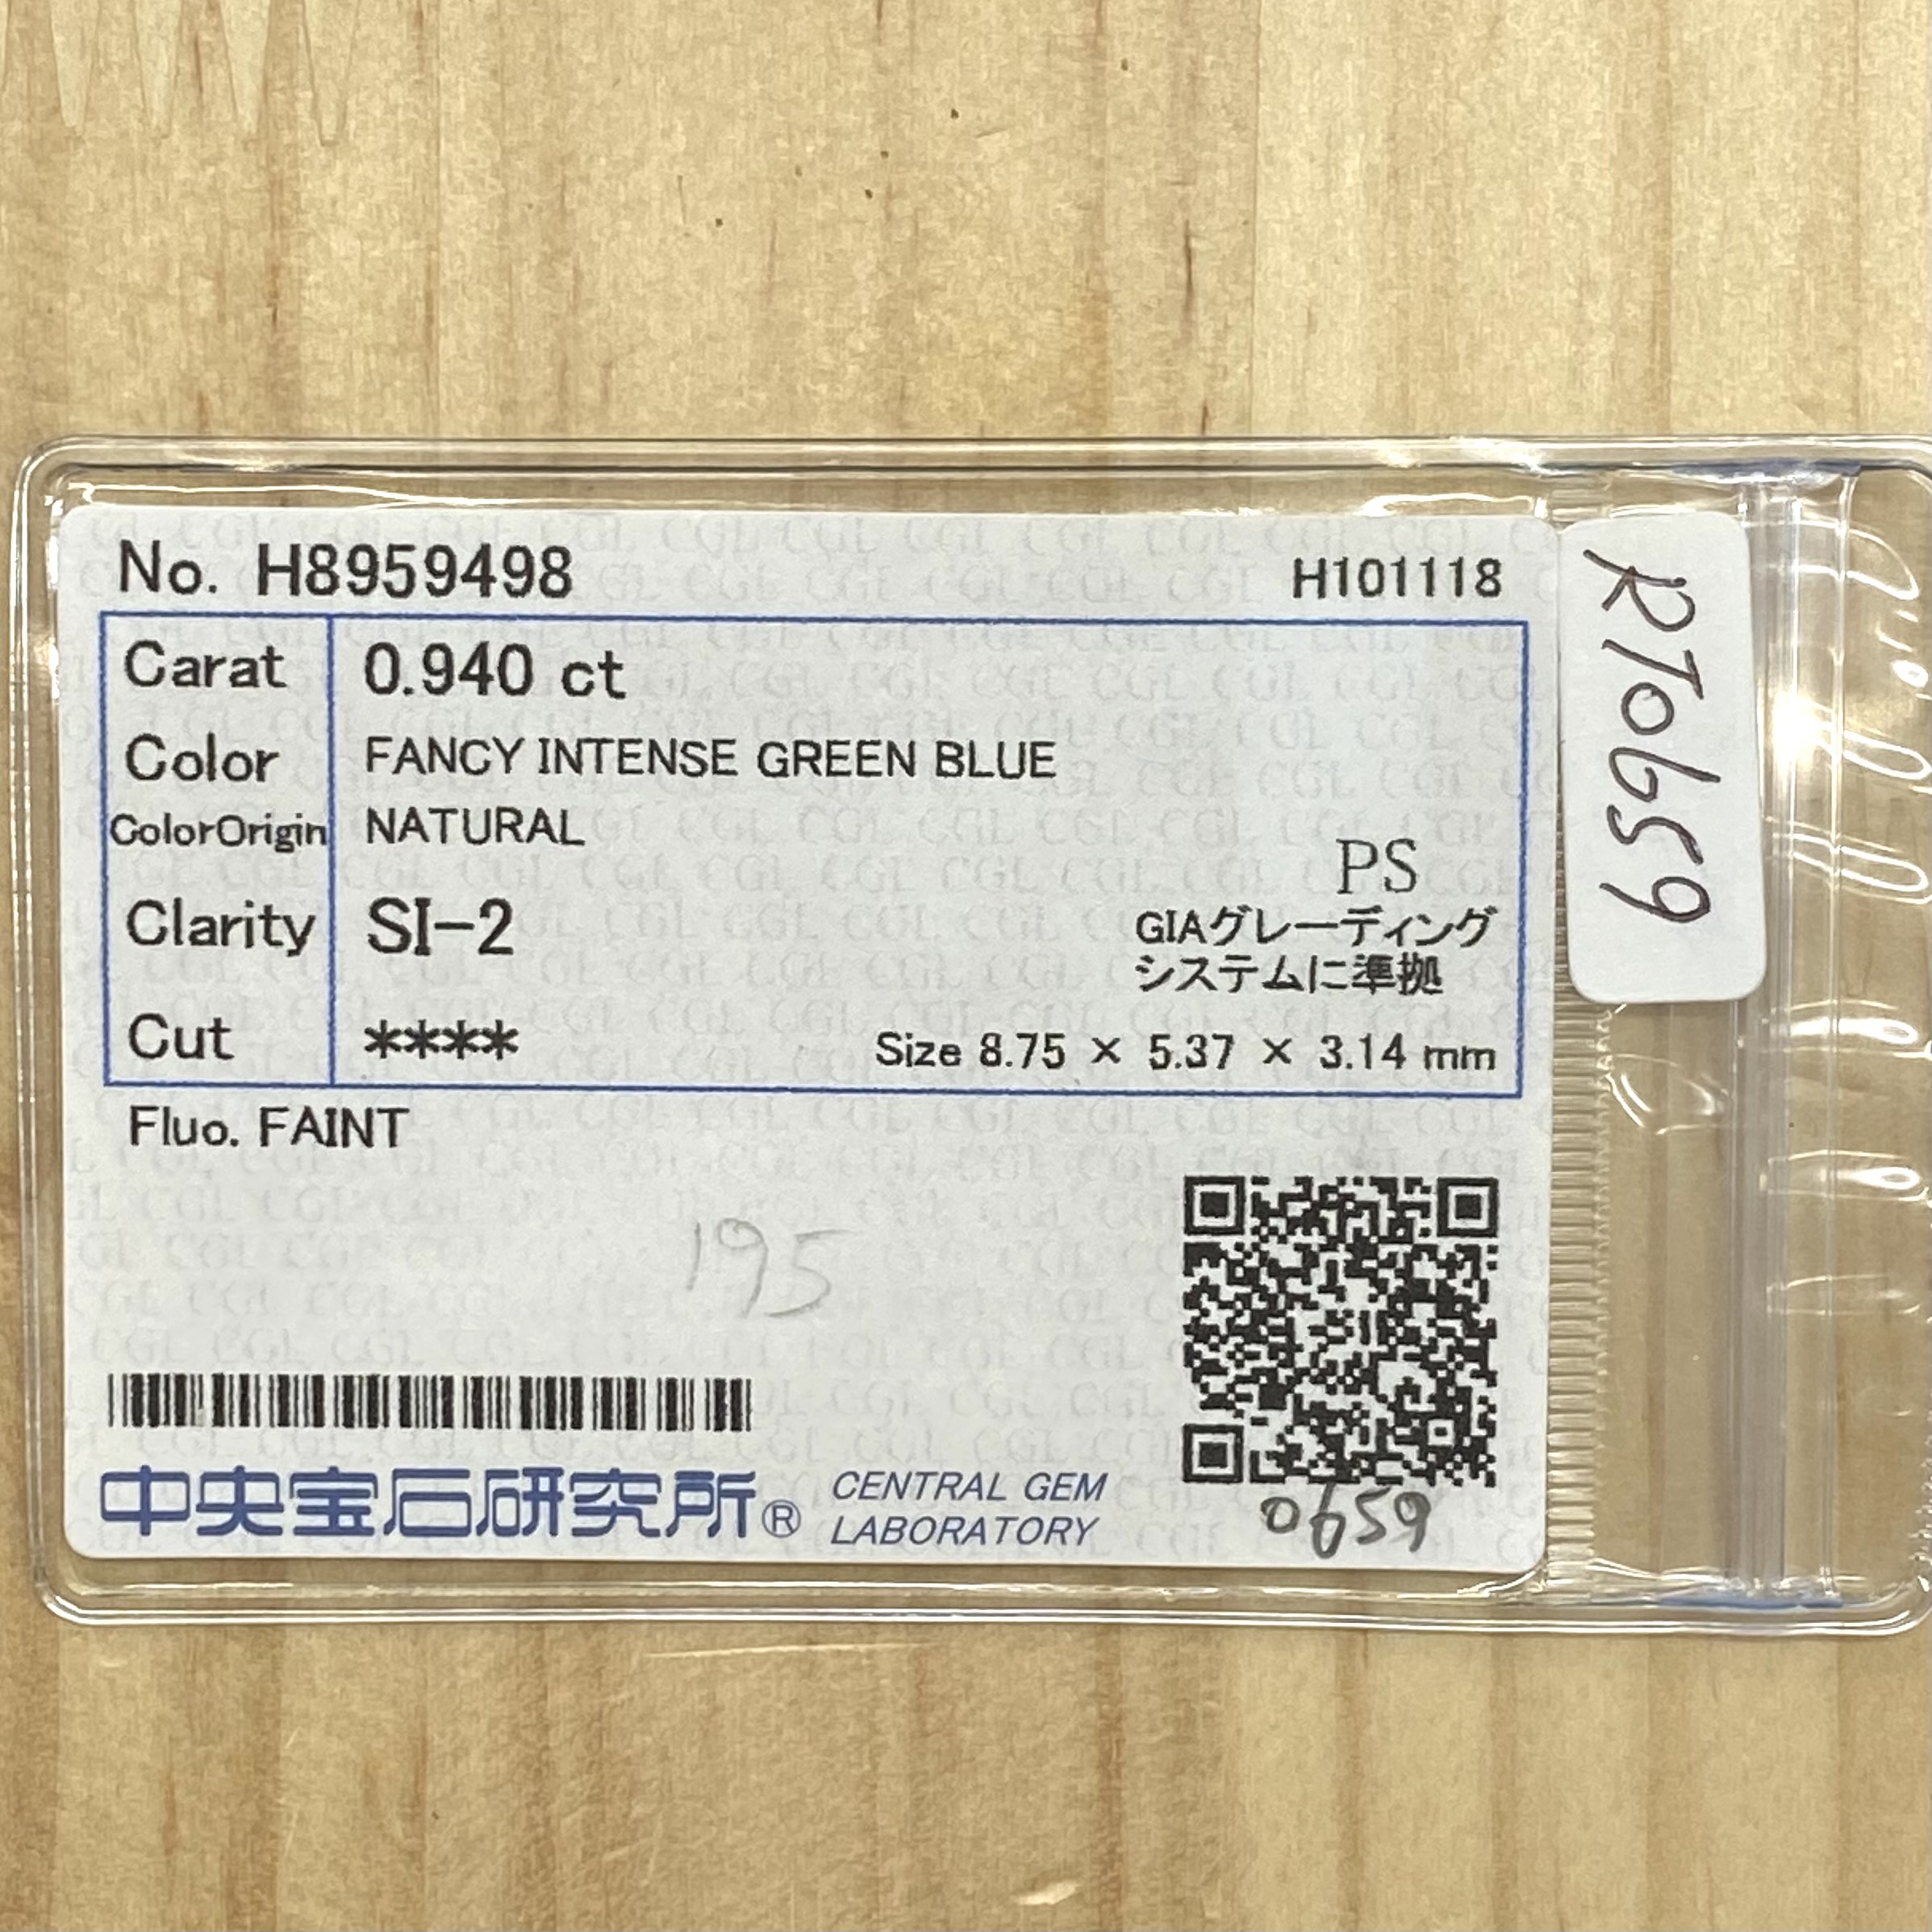 No. H8959498
H101118
Carat 0.940 ct
Color FANCY INTENSE GREEN BLUE
ColorOrigin NATURAL
PS
Clarity SI-2
GIAグレーディング
システムに準拠
Cut ****
Size 8.75 × 5.37 × 3.14 mm
Fluo. FAINT
195
中央宝石研究所®
CENTRAL GEM
LABORATORY
0659
RT0659